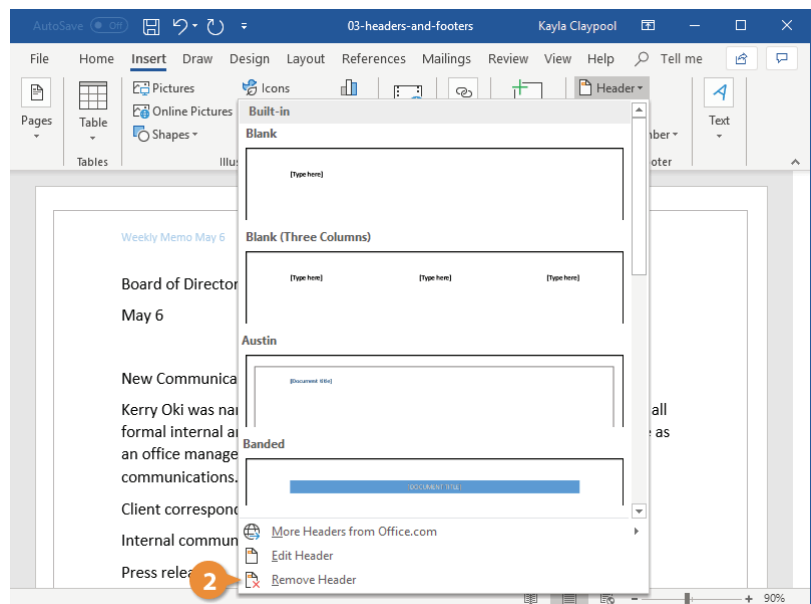 AutoSave Off 03-headers-and-footers Kayla Claypool
File Home Insert Draw Design Layout References Mailings Review View Help Tell me
Pages
Table
Tables
Pictures
Online Pictures
Shapes
Icons
Header
Text
Built-in
Blank
[Type here]
Blank (Three Columns)
[Type here] [Type here] [Type here]
Austin
[Document title]
Banded
[DOCUMENT TITLE]
More Headers from Office.com
Edit Header
Remove Header
2
Weekly Memo May 6
Board of Director
May 6
New Communica
Kerry Oki was nar all
formal internal ar as
an office manage
communications.
Client correspond
Internal commun
Press relea
90%